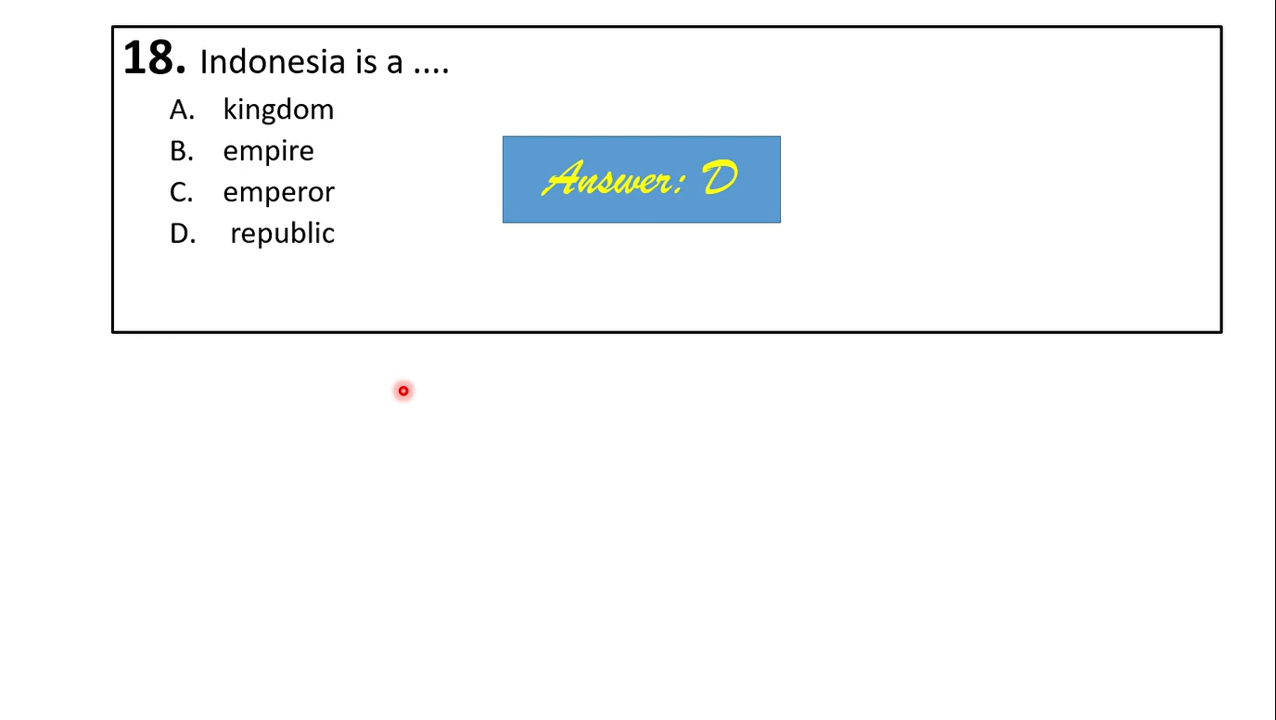 18. Indonesia is a ....
A. kingdom
B. empire
C. emperor
D. republic
Answer: D